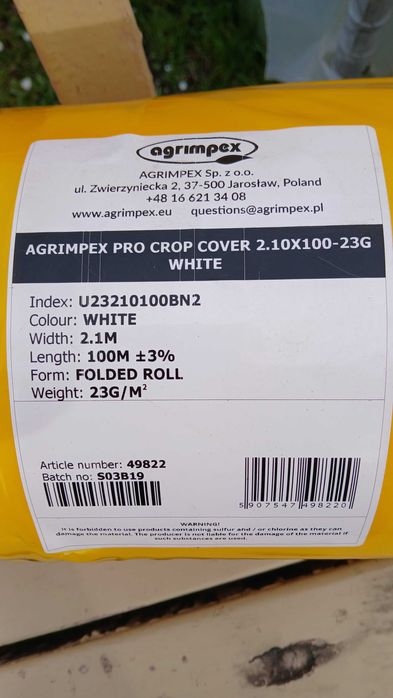 agrimpex
AGRIMPEX Sp. z o.o.
ul. Zwierzyniecka 2, 37-500 Jarosław, Poland
+48 16 621 34 08
www.agrimpex.eu questions@agrimpex.pl
AGRIMPEX PRO CROP COVER 2.10X100-23G
WHITE
Index: U23210100BN2
Colour: WHITE
Width: 2.1M
Length: 100M ±3%
Form: FOLDED ROLL
Weight: 23G/M²
Article number: 49822
Batch no: S03B19
5 907547 498220
WARNING!
It is forbidden to use products containing sulfur and / or chlorine as they can
damage the material. The producer is not liable for the damage of the material if
such substances are used.